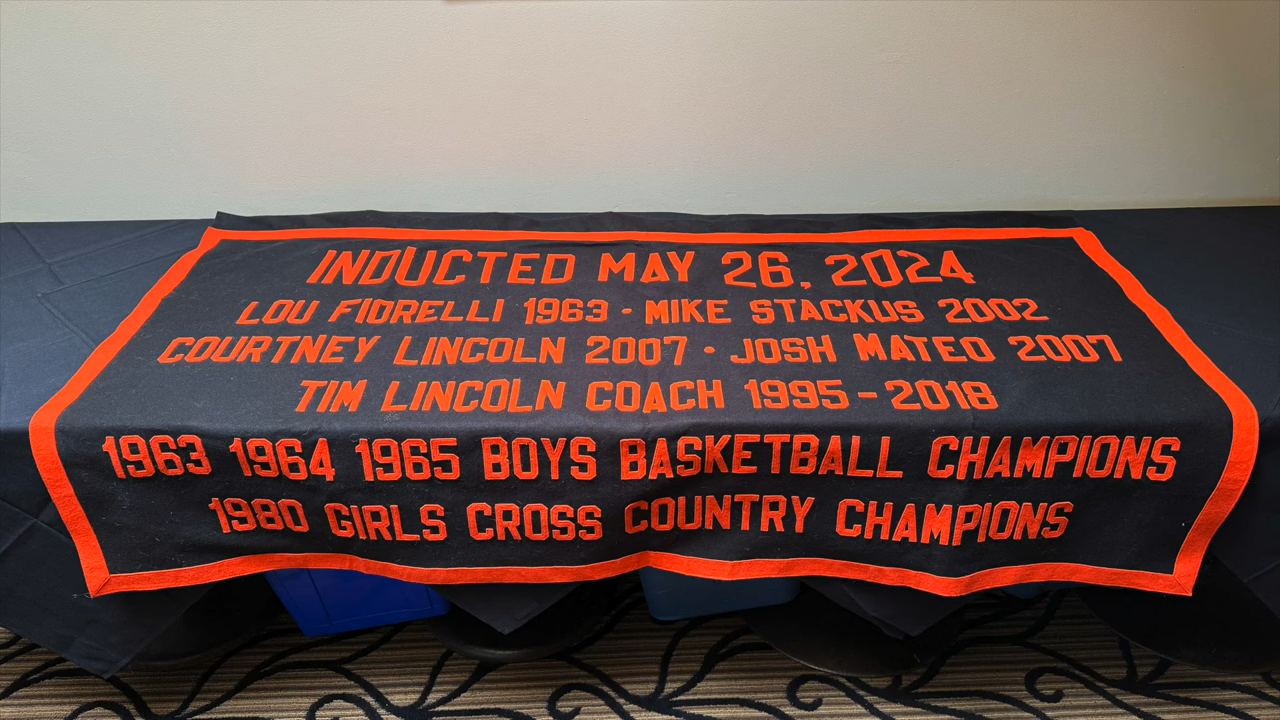 INDUCTED MAY 26, 2024
LOU FIORELLI 1963 · MIKE STACKUS 2002
COURTNEY LINCOLN 2007 · JOSH MATEO 2007
TIM LINCOLN COACH 1995-2018
1963 1964 1965 BOYS BASKETBALL CHAMPIONS
1980 GIRLS CROSS COUNTRY CHAMPIONS